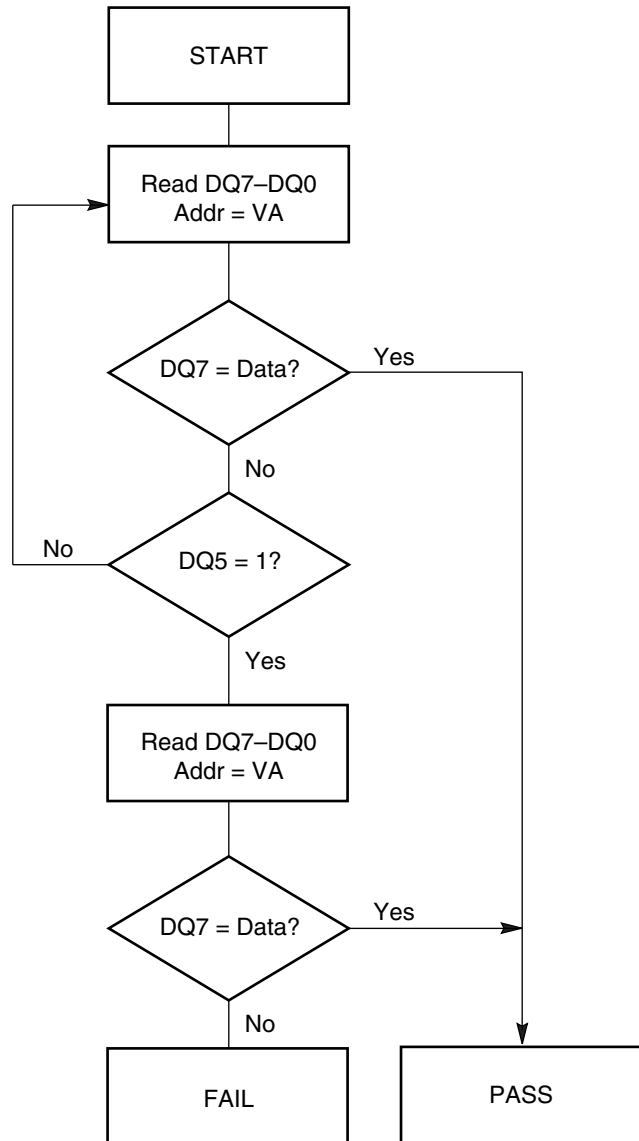 START
Read DQ7–DQ0
Addr = VA
DQ7 = Data?
Yes
No
No
DQ5 = 1?
Yes
Read DQ7–DQ0
Addr = VA
DQ7 = Data?
Yes
No
FAIL
PASS